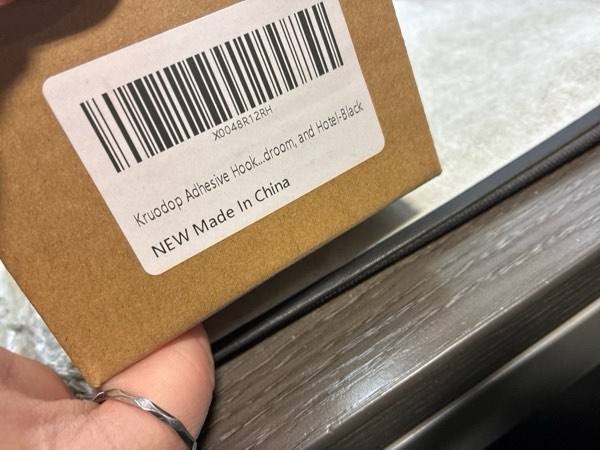 X0048R12RH
Kruodop Adhesive Hook...droom, and Hotel-Black
NEW Made In China